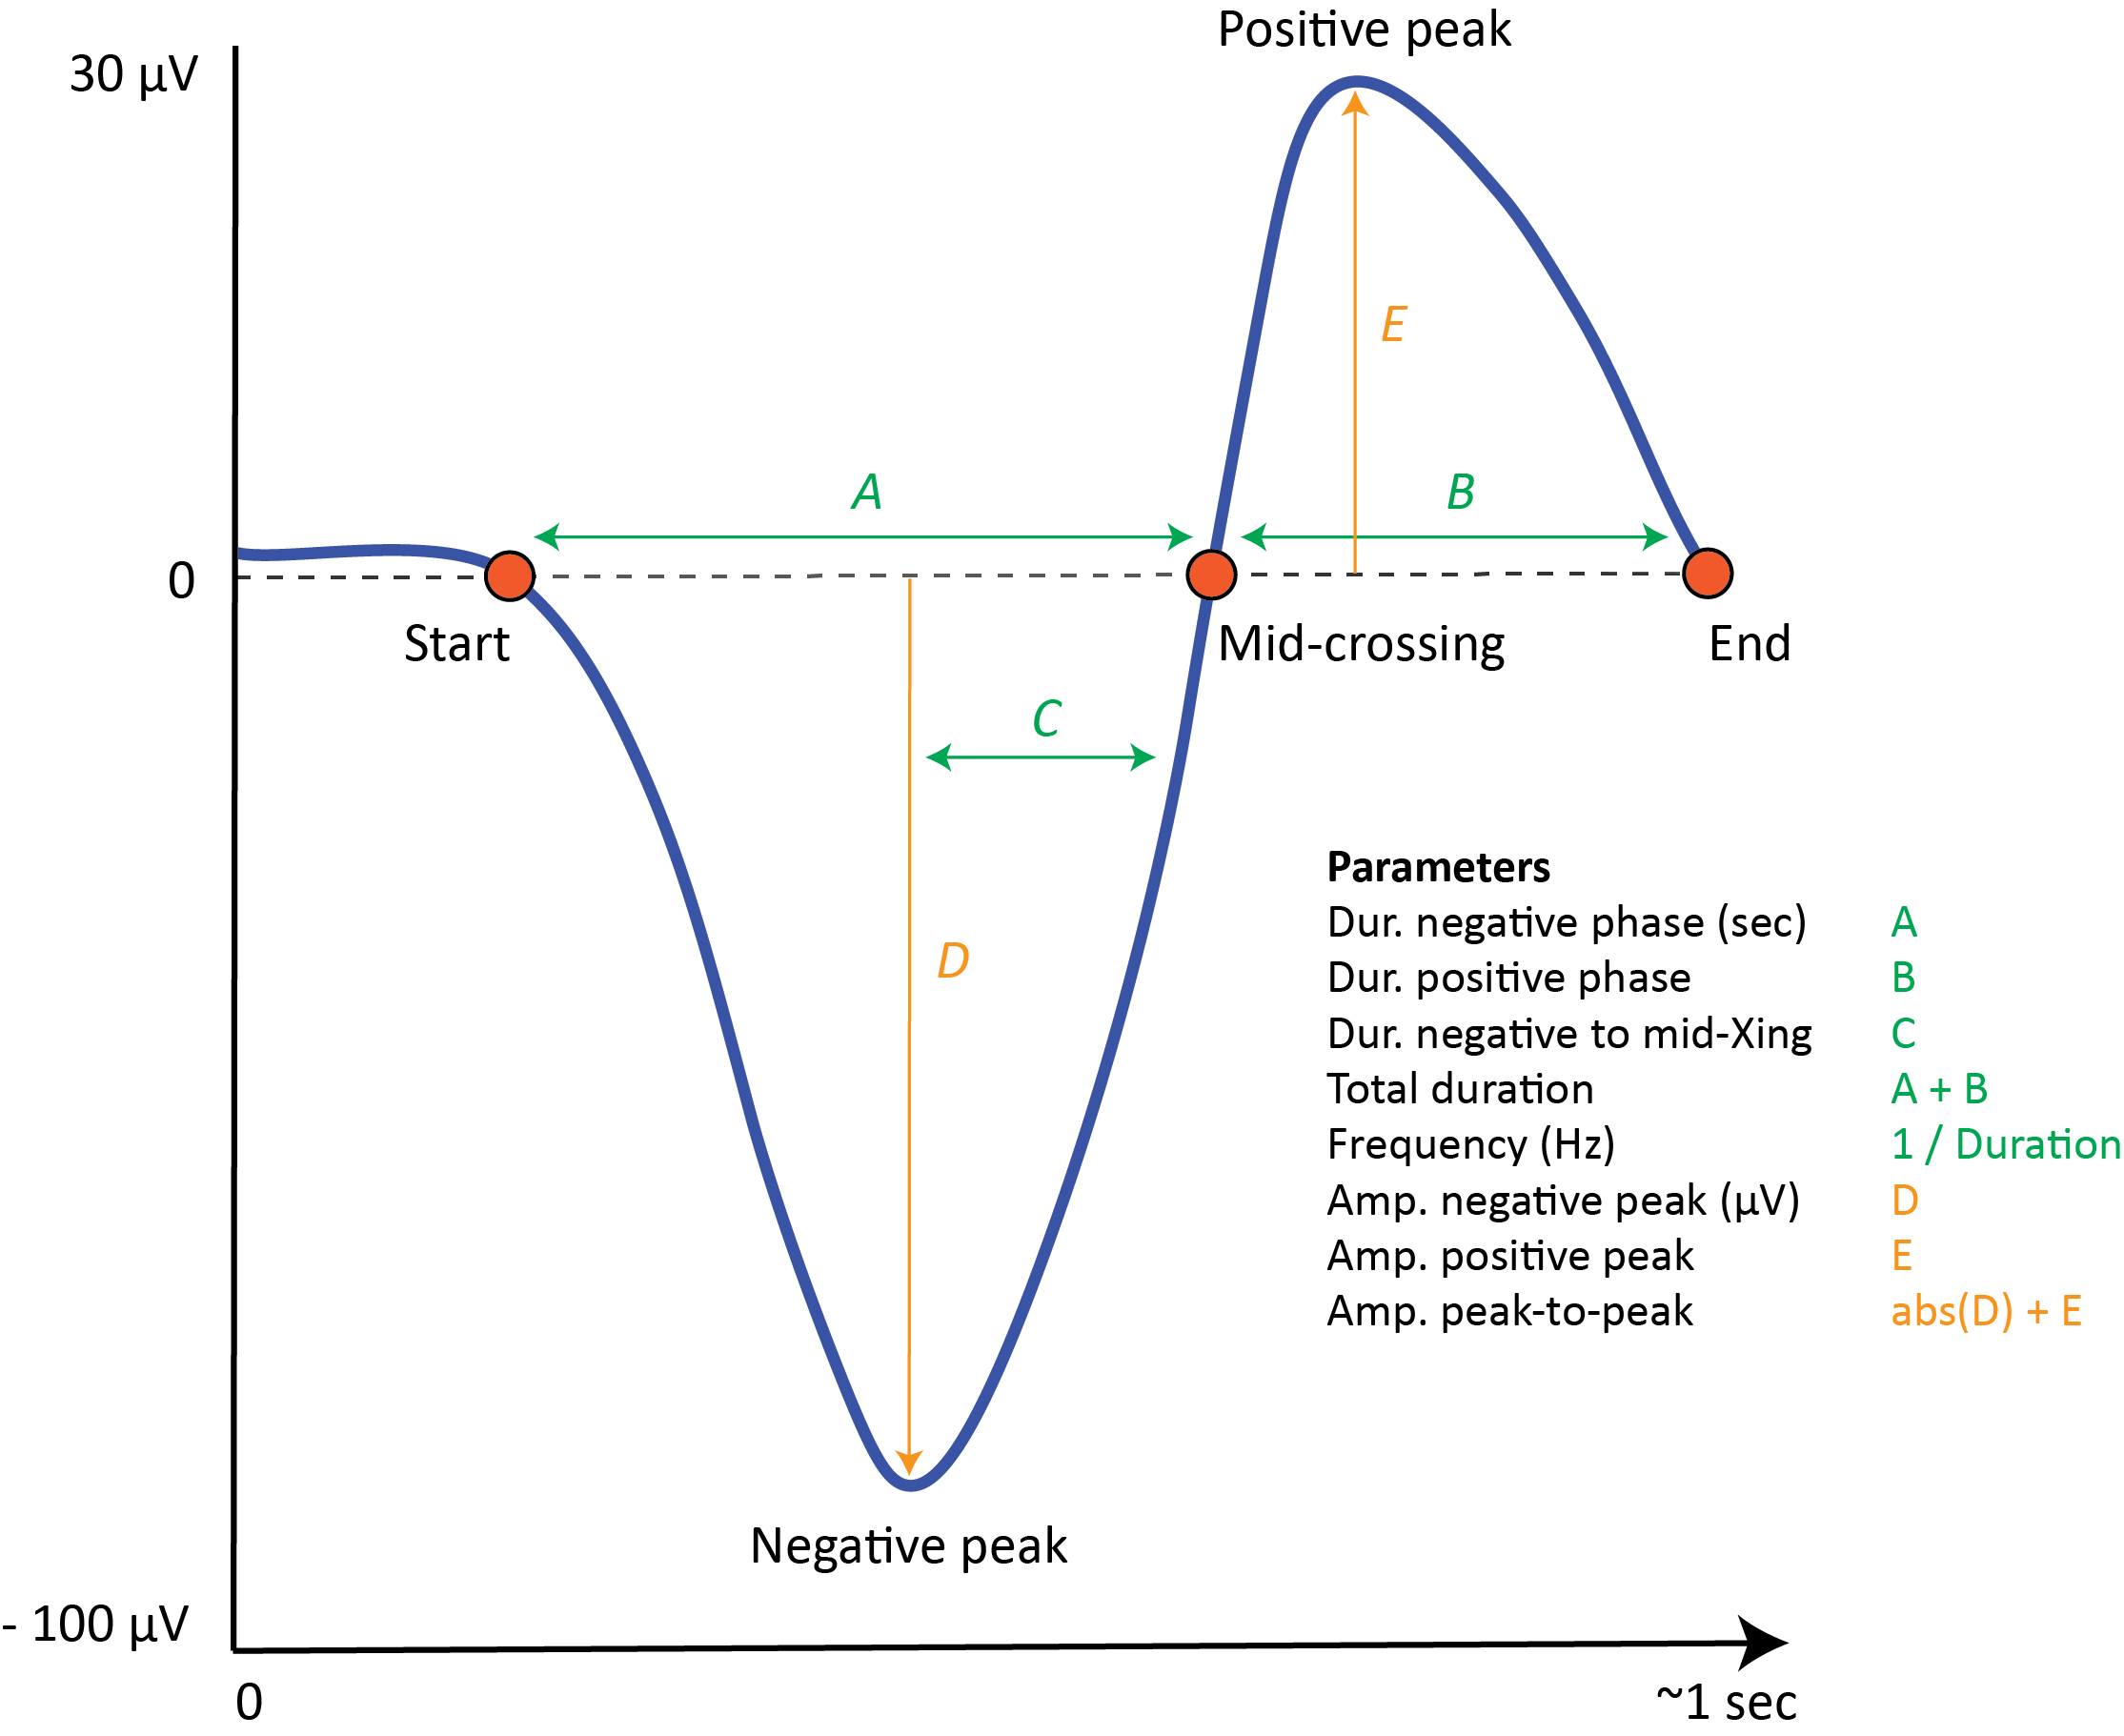 Positive peak
30 µV
E
A
B
0
Start
Mid-crossing
End
C
D
Parameters
Dur. negative phase (sec) A
Dur. positive phase B
Dur. negative to mid-Xing C
Total duration A + B
Frequency (Hz) 1 / Duration
Amp. negative peak (µV) D
Amp. positive peak E
Amp. peak-to-peak abs(D) + E
Negative peak
- 100 µV
0
~1 sec